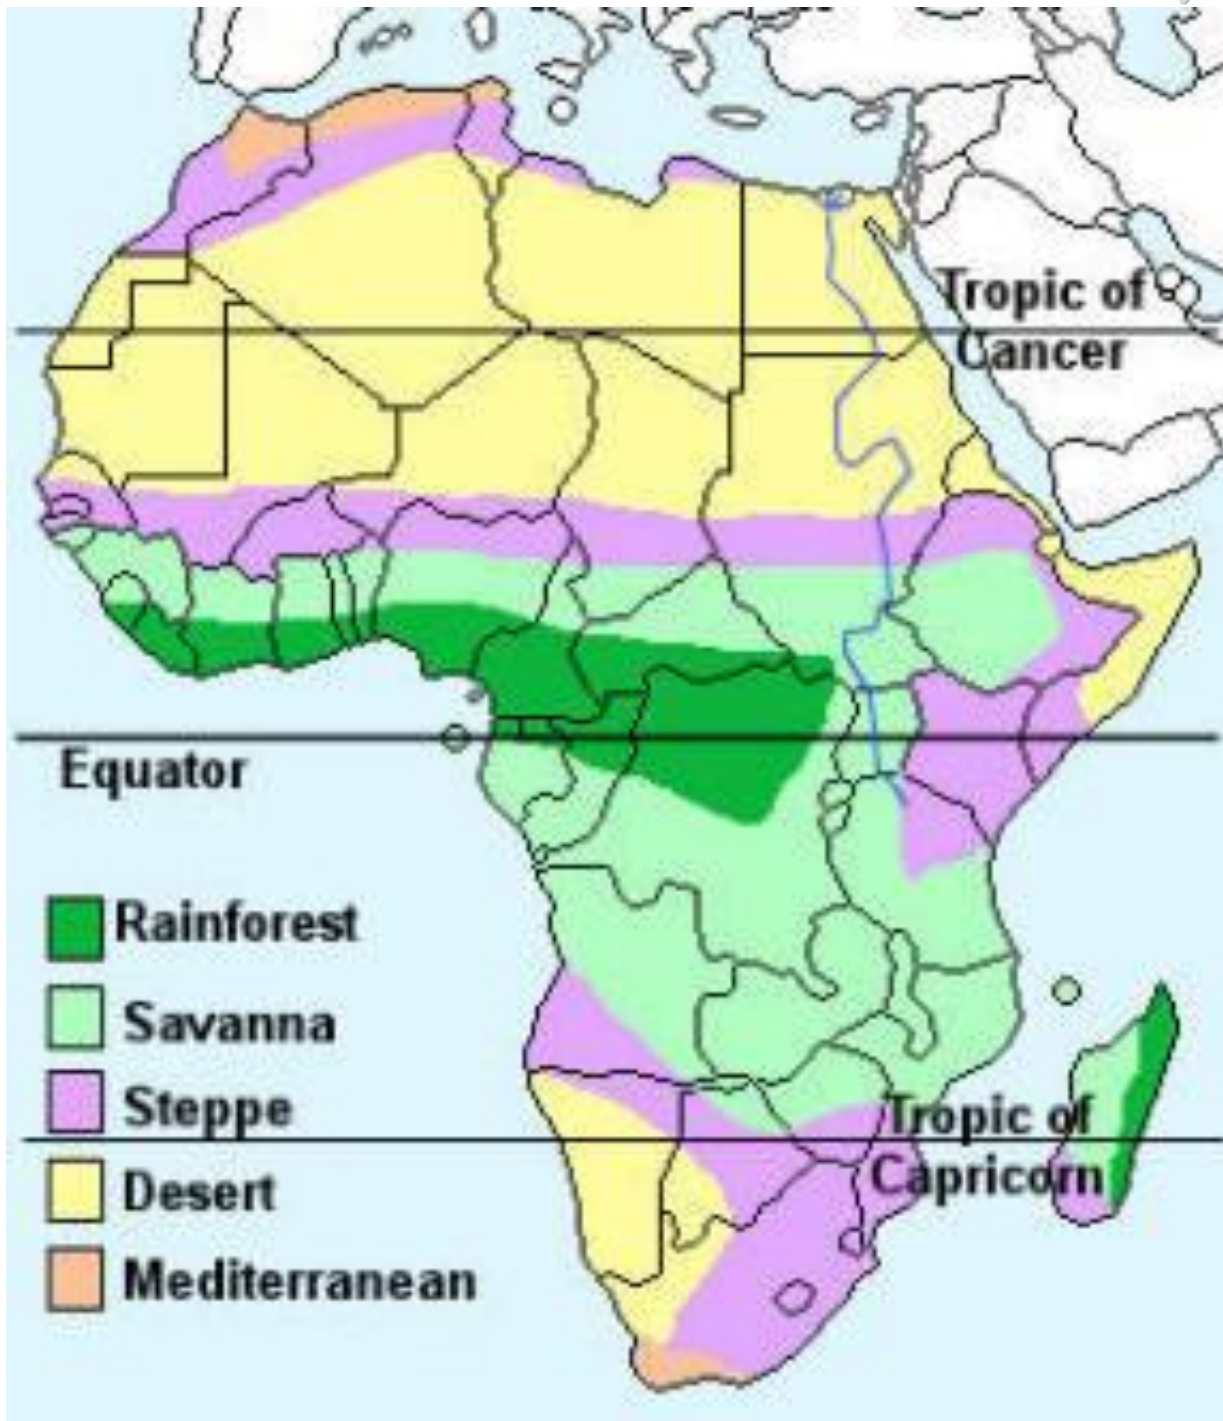 Tropic of
Cancer
Equator
Rainforest
Savanna
Steppe
Tropic of
Capricorn
Desert
Mediterranean